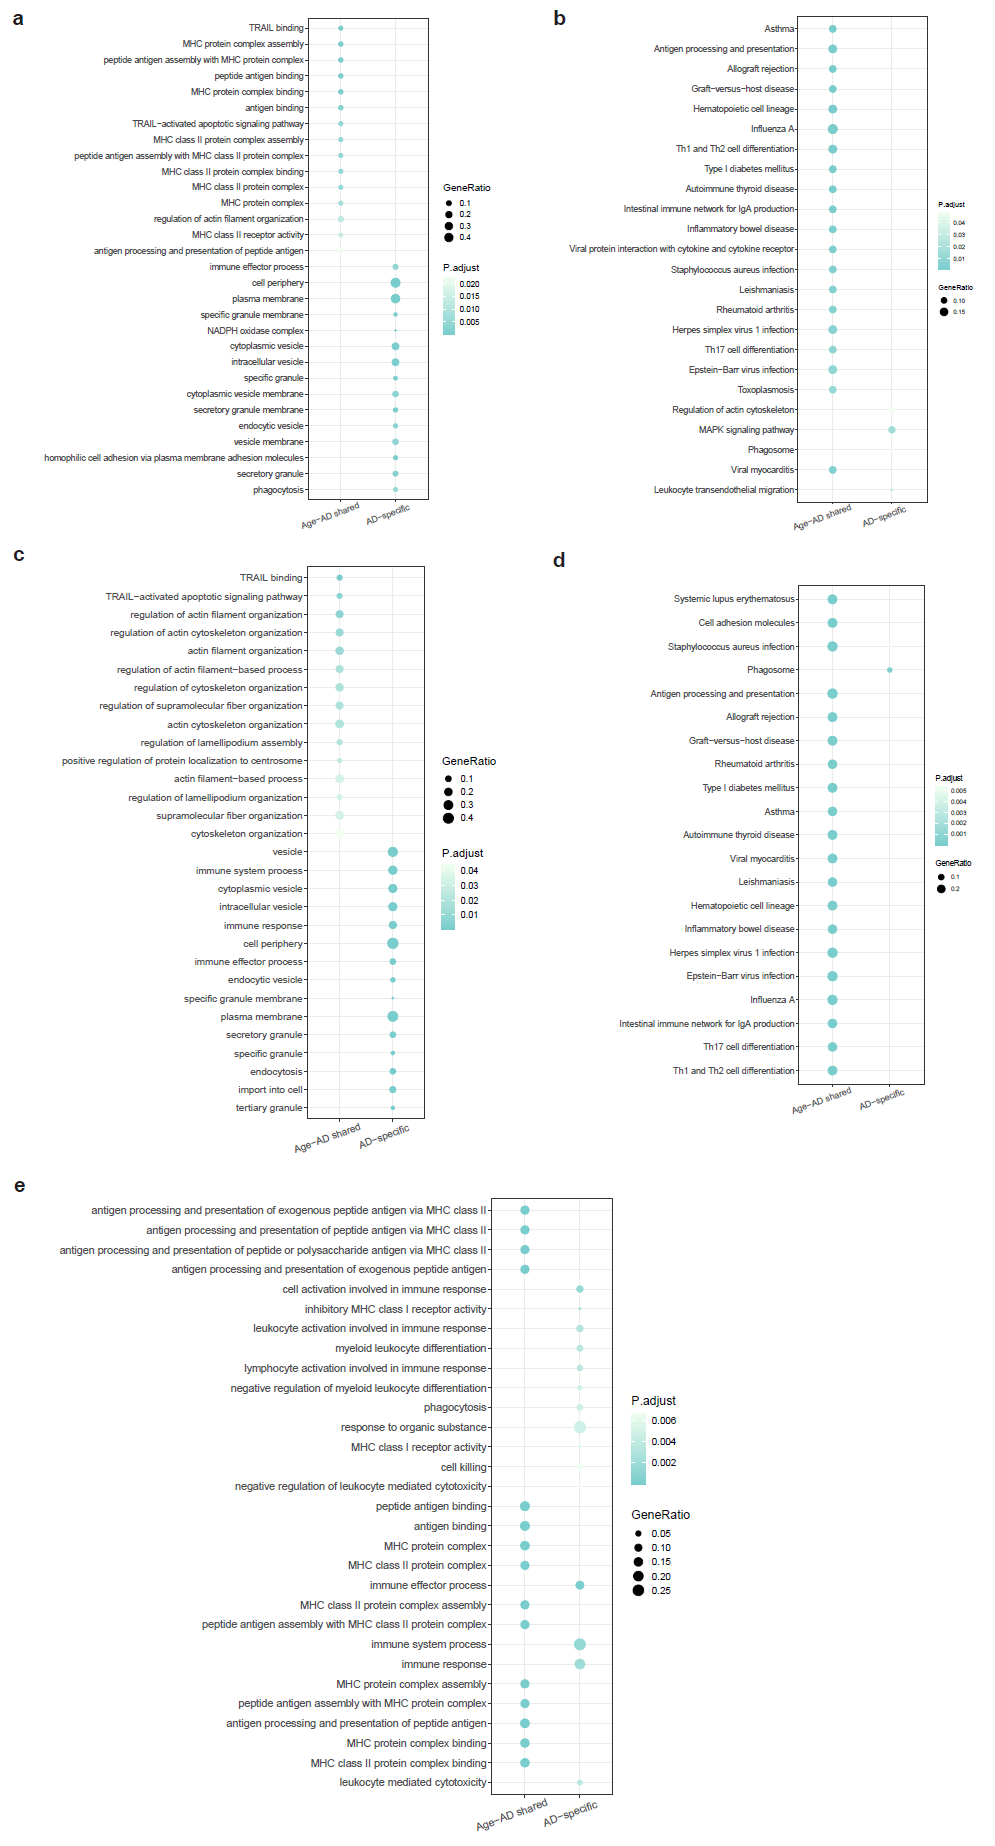 a
TRAIL binding
MHC protein complex assembly
peptide antigen assembly with MHC protein complex
peptide antigen binding
MHC protein complex binding
antigen binding
TRAIL−activated apoptotic signaling pathway
MHC class II protein complex assembly
peptide antigen assembly with MHC class II protein complex
MHC class II protein complex binding
MHC class II protein complex
MHC protein complex
regulation of actin filament organization
MHC class II receptor activity
antigen processing and presentation of peptide antigen
immune effector process
cell periphery
plasma membrane
specific granule membrane
NADPH oxidase complex
cytoplasmic vesicle
intracellular vesicle
specific granule
cytoplasmic vesicle membrane
secretory granule membrane
endocytic vesicle
vesicle membrane
homophilic cell adhesion via plasma membrane adhesion molecules
secretory granule
phagocytosis
Age−AD shared
AD−specific
GeneRatio
0.1
0.2
0.3
0.4
P.adjust
0.020
0.015
0.010
0.005
b
Asthma
Antigen processing and presentation
Allograft rejection
Graft−versus−host disease
Hematopoietic cell lineage
Influenza A
Th1 and Th2 cell differentiation
Type I diabetes mellitus
Autoimmune thyroid disease
Intestinal immune network for IgA production
Inflammatory bowel disease
Viral protein interaction with cytokine and cytokine receptor
Staphylococcus aureus infection
Leishmaniasis
Rheumatoid arthritis
Herpes simplex virus 1 infection
Th17 cell differentiation
Epstein−Barr virus infection
Toxoplasmosis
Regulation of actin cytoskeleton
MAPK signaling pathway
Phagosome
Viral myocarditis
Leukocyte transendothelial migration
Age−AD shared
AD−specific
P.adjust
0.04
0.03
0.02
0.01
GeneRatio
0.10
0.15
c
TRAIL binding
TRAIL−activated apoptotic signaling pathway
regulation of actin filament organization
regulation of actin cytoskeleton organization
actin filament organization
regulation of actin filament−based process
regulation of cytoskeleton organization
regulation of supramolecular fiber organization
actin cytoskeleton organization
regulation of lamellipodium assembly
positive regulation of protein localization to centrosome
actin filament−based process
regulation of lamellipodium organization
supramolecular fiber organization
cytoskeleton organization
vesicle
immune system process
cytoplasmic vesicle
intracellular vesicle
immune response
cell periphery
immune effector process
endocytic vesicle
specific granule membrane
plasma membrane
secretory granule
specific granule
endocytosis
import into cell
tertiary granule
Age−AD shared
AD−specific
GeneRatio
0.1
0.2
0.3
0.4
P.adjust
0.04
0.03
0.02
0.01
d
Systemic lupus erythematosus
Cell adhesion molecules
Staphylococcus aureus infection
Phagosome
Antigen processing and presentation
Allograft rejection
Graft−versus−host disease
Rheumatoid arthritis
Type I diabetes mellitus
Asthma
Autoimmune thyroid disease
Viral myocarditis
Leishmaniasis
Hematopoietic cell lineage
Inflammatory bowel disease
Herpes simplex virus 1 infection
Epstein−Barr virus infection
Influenza A
Intestinal immune network for IgA production
Th17 cell differentiation
Th1 and Th2 cell differentiation
Age−AD shared
AD−specific
P.adjust
0.005
0.004
0.003
0.002
0.001
GeneRatio
0.1
0.2
e
antigen processing and presentation of exogenous peptide antigen via MHC class II
antigen processing and presentation of peptide antigen via MHC class II
antigen processing and presentation of peptide or polysaccharide antigen via MHC class II
antigen processing and presentation of exogenous peptide antigen
cell activation involved in immune response
inhibitory MHC class I receptor activity
leukocyte activation involved in immune response
myeloid leukocyte differentiation
lymphocyte activation involved in immune response
negative regulation of myeloid leukocyte differentiation
phagocytosis
response to organic substance
MHC class I receptor activity
cell killing
negative regulation of leukocyte mediated cytotoxicity
peptide antigen binding
antigen binding
MHC protein complex
MHC class II protein complex
immune effector process
MHC class II protein complex assembly
peptide antigen assembly with MHC class II protein complex
immune system process
immune response
MHC protein complex assembly
peptide antigen assembly with MHC protein complex
antigen processing and presentation of peptide antigen
MHC protein complex binding
MHC class II protein complex binding
leukocyte mediated cytotoxicity
Age−AD shared
AD−specific
P.adjust
0.006
0.004
0.002
GeneRatio
0.05
0.10
0.15
0.20
0.25